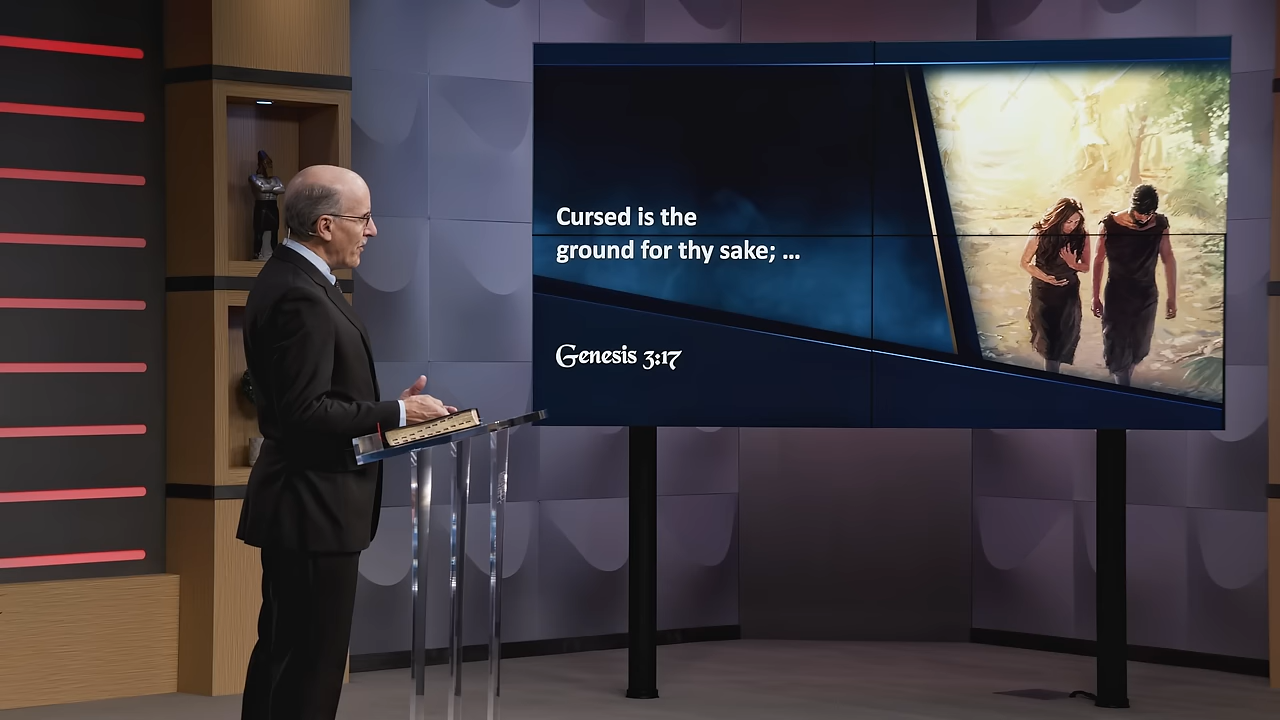 Cursed is the
ground for thy sake; ...
Genesis 3:17